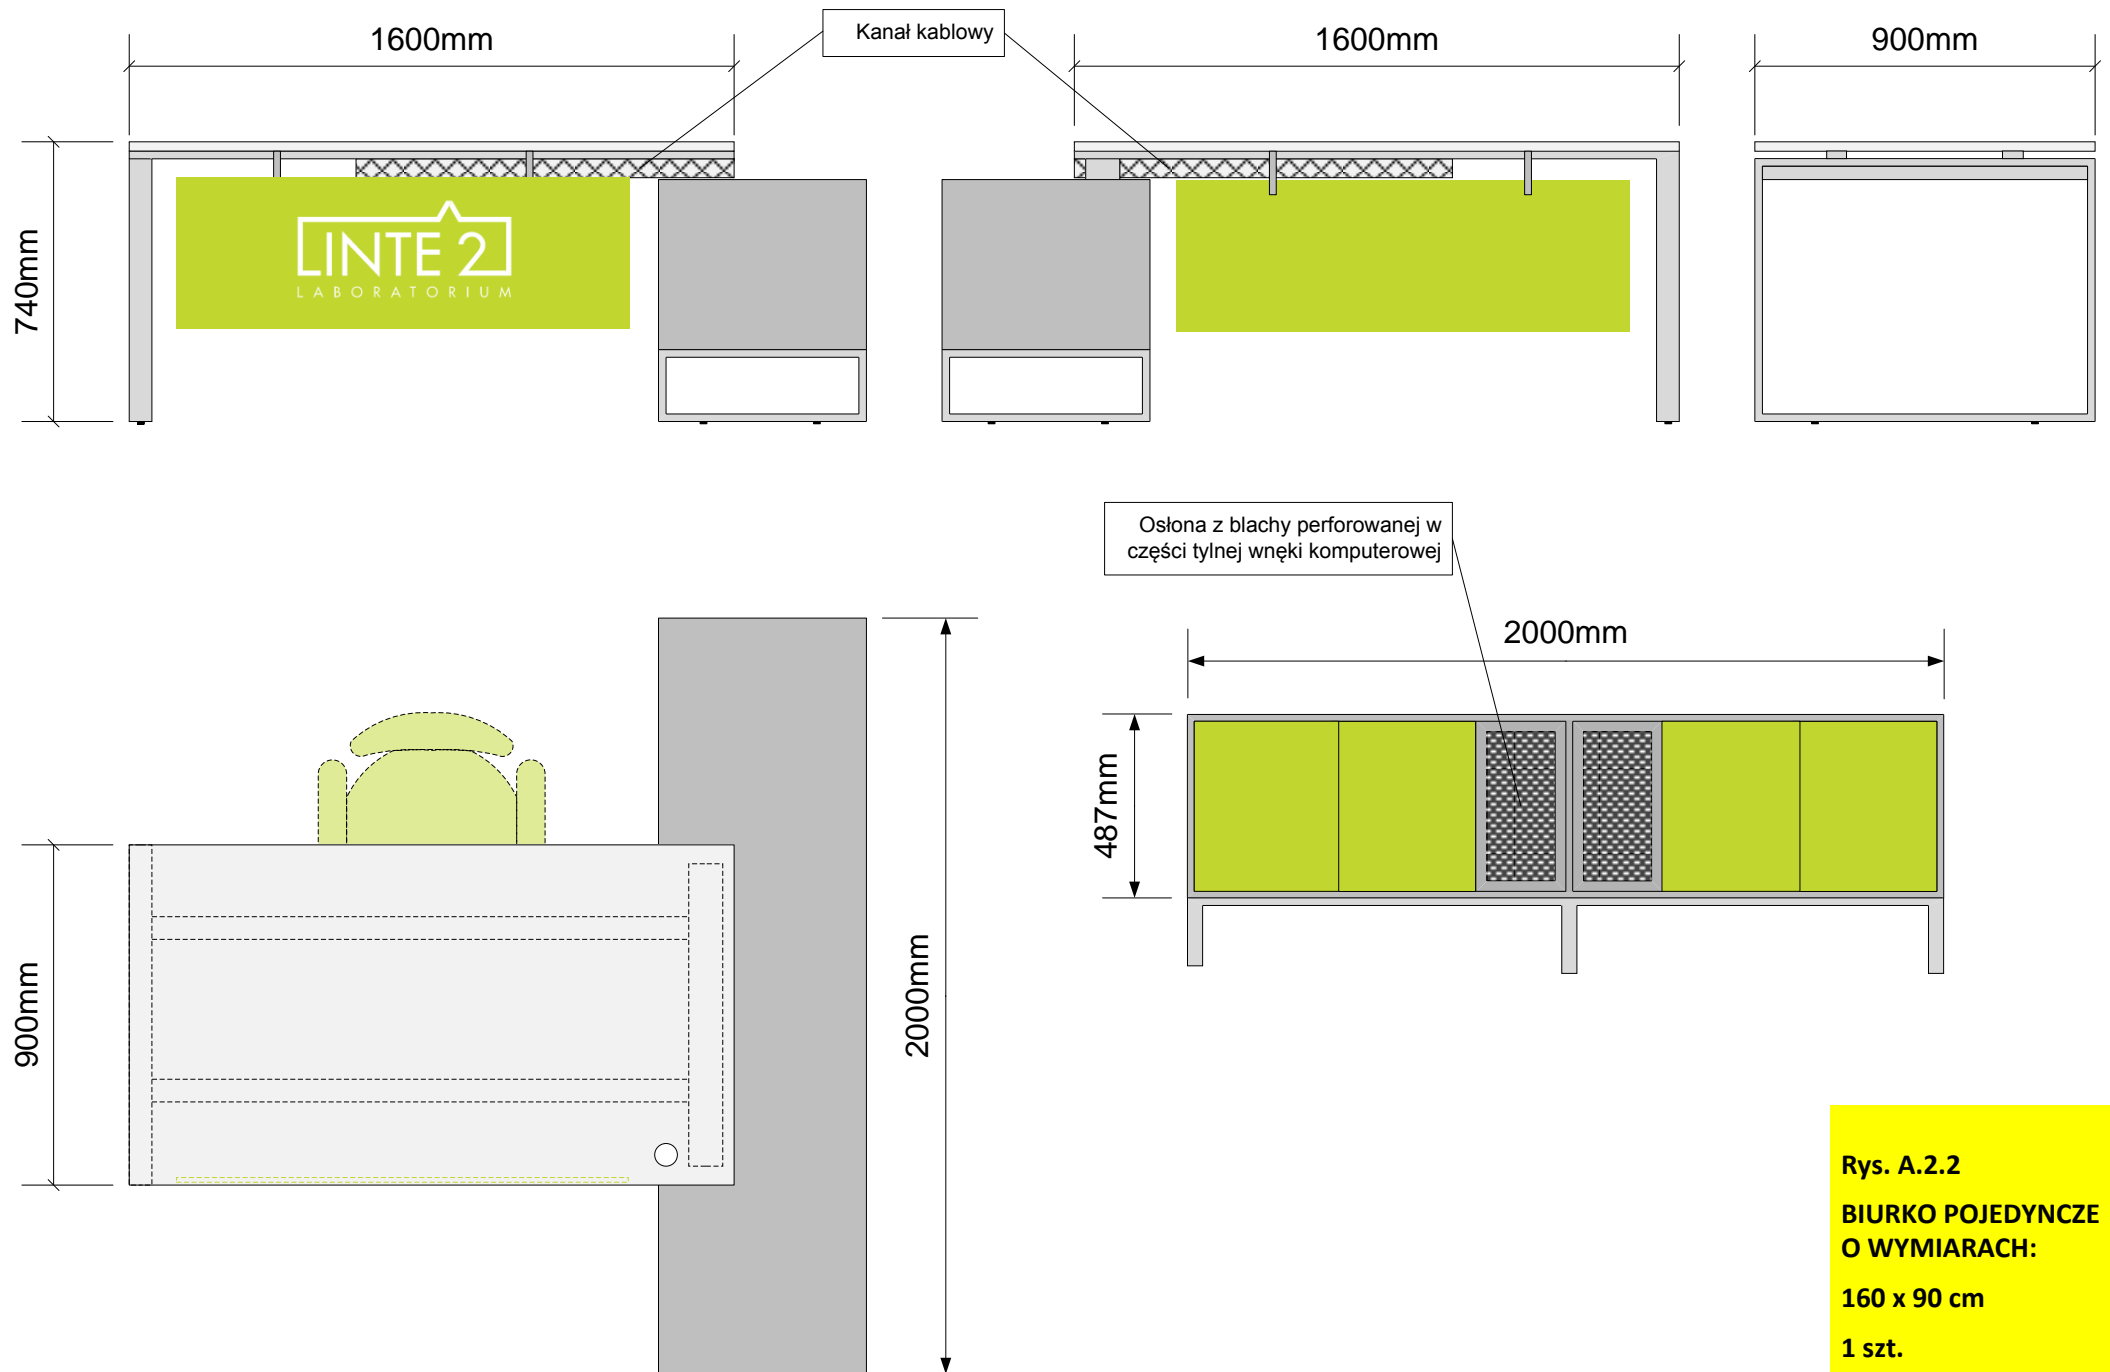 1600mm
Kanał kablowy
1600mm
900mm
740mm
LINTE 2
LABORATORIUM
Osłona z blachy perforowanej w
części tylnej wnęki komputerowej
2000mm
487mm
900mm
2000mm
Rys. A.2.2
BIURKO POJEDYNCZE
O WYMIARACH:
160 x 90 cm
1 szt.